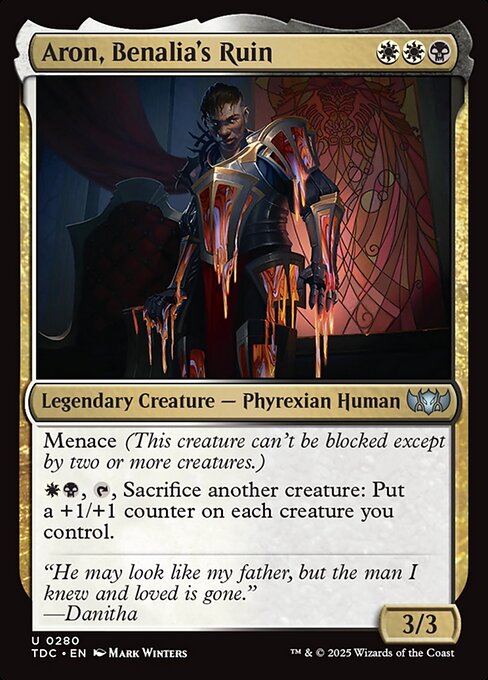 Aron, Benalia's Ruin
Legendary Creature — Phyrexian Human
Menace (This creature can't be blocked except
by two or more creatures.)
, , Sacrifice another creature: Put
a +1/+1 counter on each creature you
control.
“He may look like my father, but the man I
knew and loved is gone.”
—Danitha
3/3
U 0280
TDC • EN Mark Winters
™ & © 2025 Wizards of the Coast